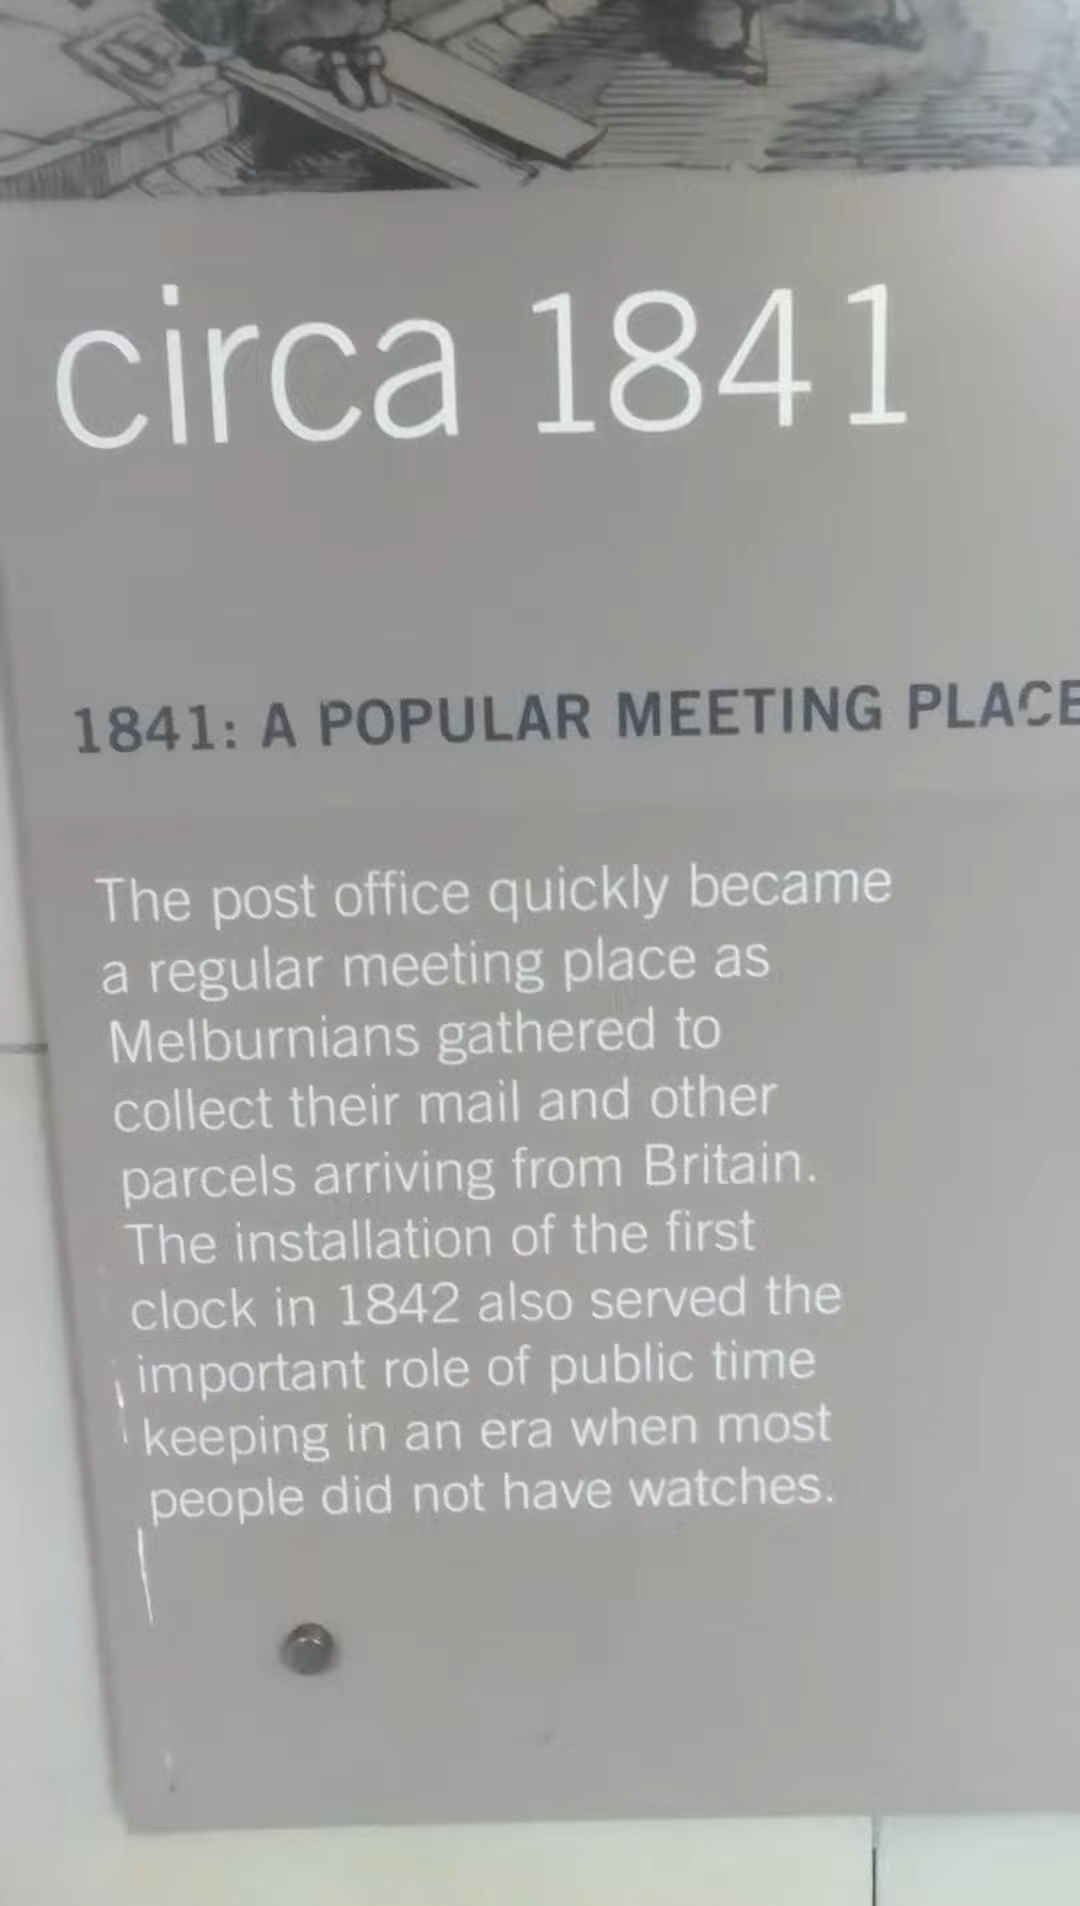 circa 1841
1841: A POPULAR MEETING PLACE
The post office quickly became
a regular meeting place as
Melburnians gathered to
collect their mail and other
parcels arriving from Britain.
The installation of the first
clock in 1842 also served the
important role of public time
keeping in an era when most
people did not have watches.